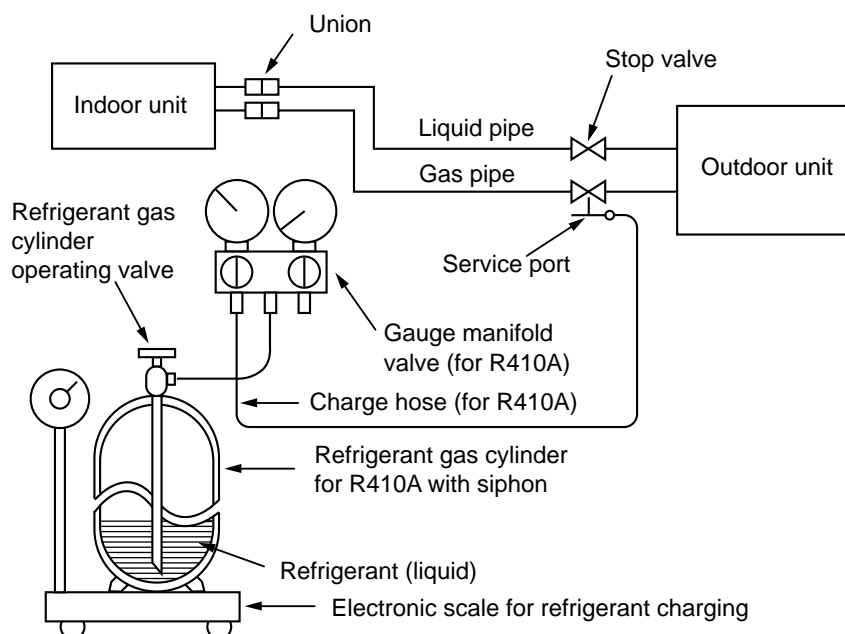 Union
Stop valve
Indoor unit
Liquid pipe
Outdoor unit
Gas pipe
Refrigerant gas
cylinder
operating valve
Service port
Gauge manifold
valve (for R410A)
Charge hose (for R410A)
Refrigerant gas cylinder
for R410A with siphon
Refrigerant (liquid)
Electronic scale for refrigerant charging